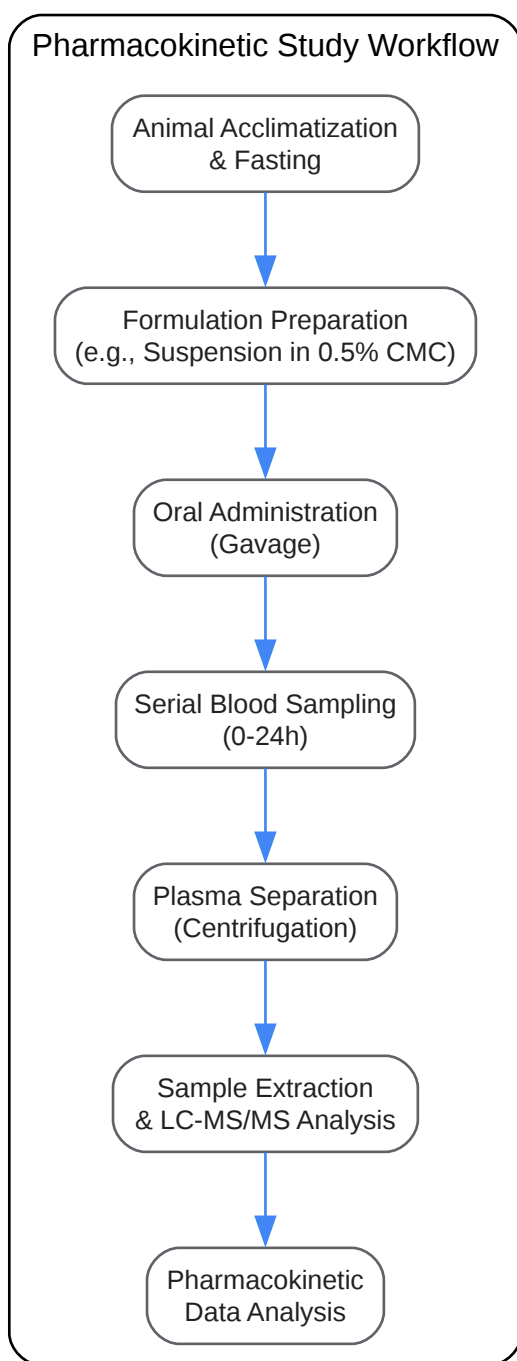 Pharmacokinetic Study Workflow
Animal Acclimatization
& Fasting
Formulation Preparation
(e.g., Suspension in 0.5% CMC)
Oral Administration
(Gavage)
Serial Blood Sampling
(0-24h)
Plasma Separation
(Centrifugation)
Sample Extraction
& LC-MS/MS Analysis
Pharmacokinetic
Data Analysis